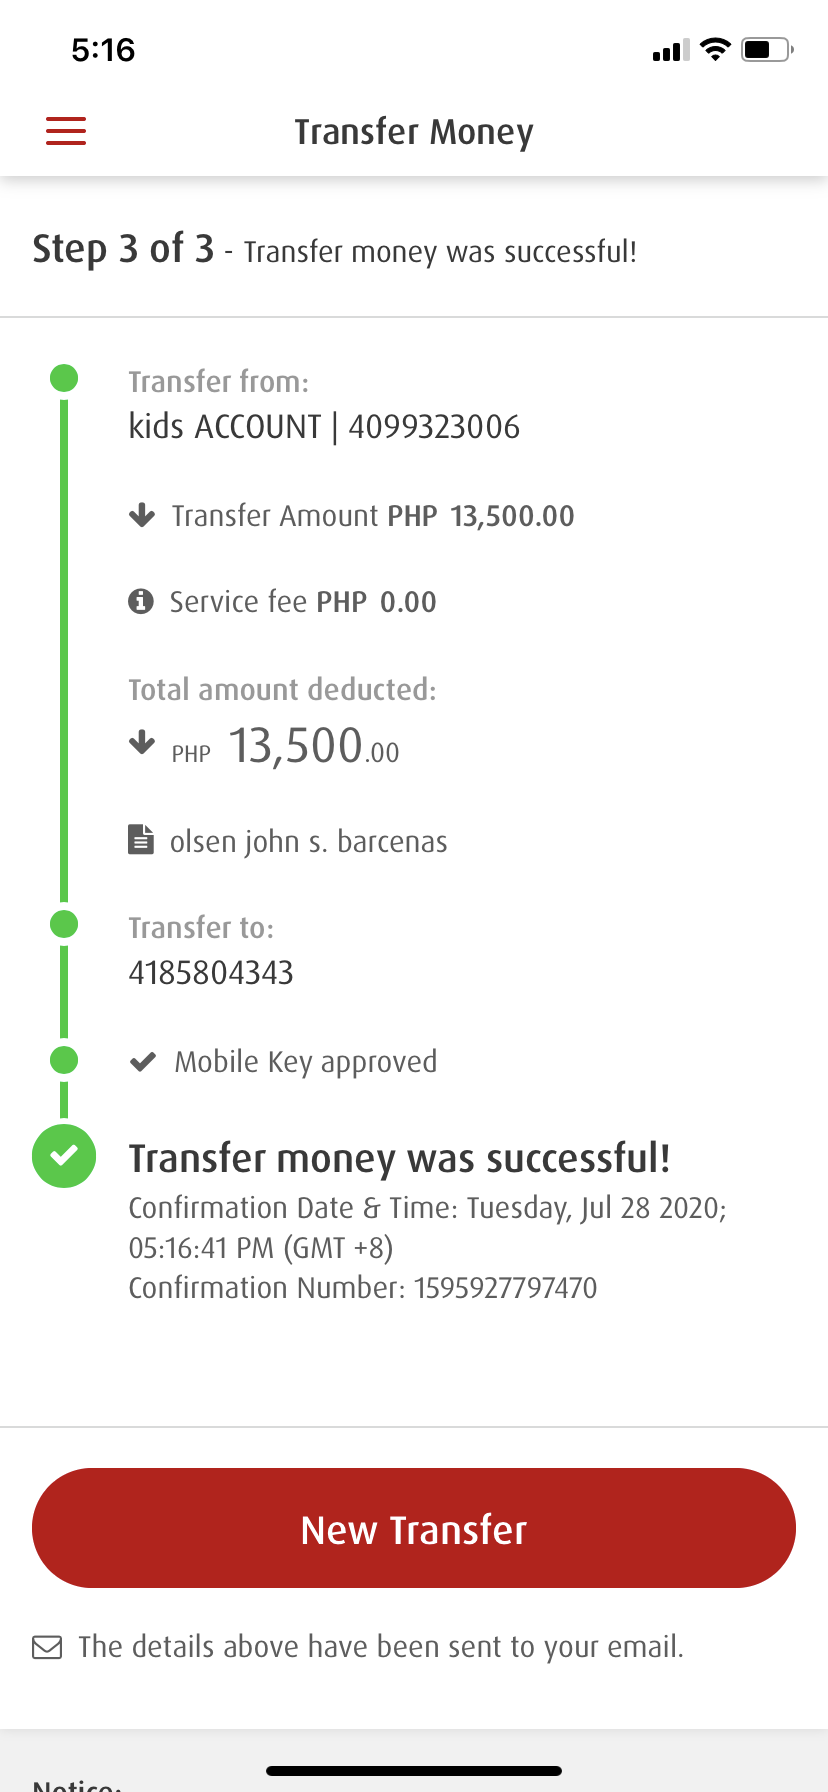 5:16
Transfer Money
Step 3 of 3 - Transfer money was successful!
Transfer from:
kids ACCOUNT | 4099323006
Transfer Amount PHP 13,500.00
Service fee PHP 0.00
Total amount deducted:
PHP 13,500.00
olsen john s. barcenas
Transfer to:
4185804343
Mobile Key approved
Transfer money was successful!
Confirmation Date & Time: Tuesday, Jul 28 2020;
05:16:41 PM (GMT +8)
Confirmation Number: 1595927797470
New Transfer
The details above have been sent to your email.
Notice: